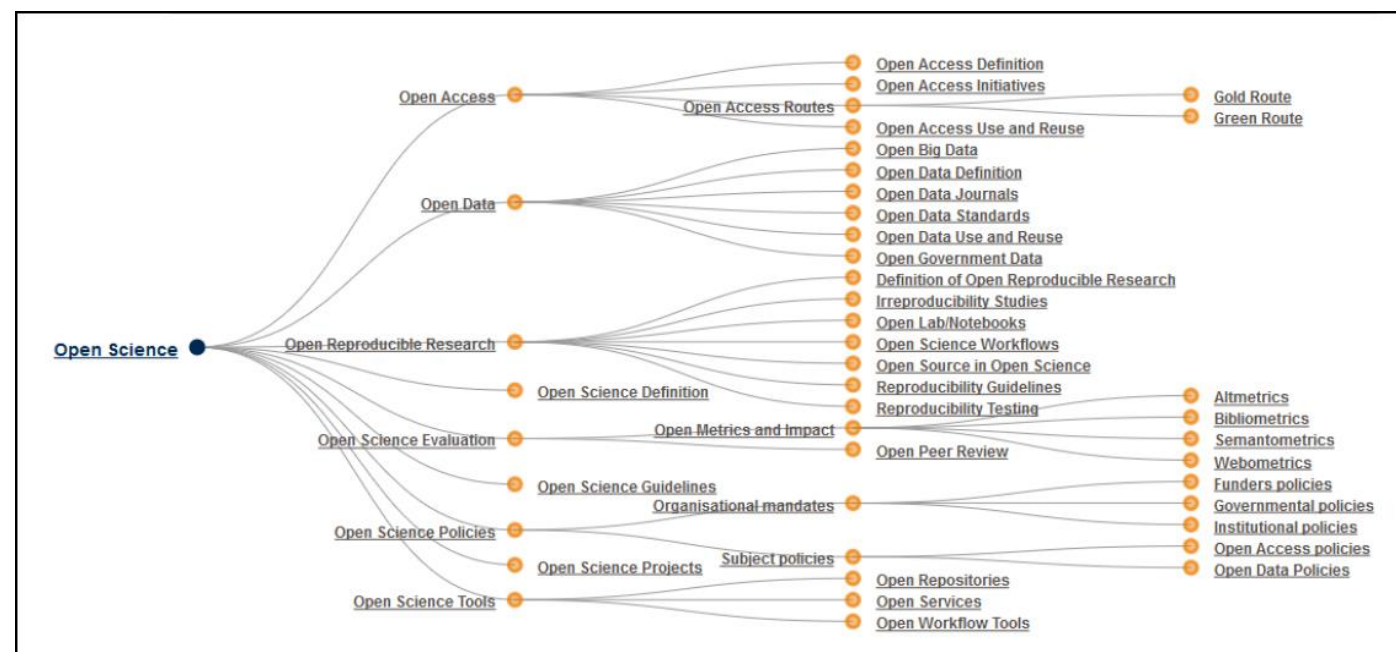 Open Science
Open Access
Open Access Definition
Open Access Initiatives
Open Access Routes
Gold Route
Green Route
Open Access Use and Reuse
Open Data
Open Big Data
Open Data Definition
Open Data Journals
Open Data Standards
Open Data Use and Reuse
Open Government Data
Open Reproducible Research
Definition of Open Reproducible Research
Irreproducibility Studies
Open Lab/Notebooks
Open Science Workflows
Open Source in Open Science
Reproducibility Guidelines
Reproducibility Testing
Open Science Definition
Open Science Evaluation
Open Metrics and Impact
Altmetrics
Bibliometrics
Semantometrics
Webometrics
Open Peer Review
Open Science Guidelines
Open Science Policies
Organisational mandates
Funders policies
Governmental policies
Institutional policies
Subject policies
Open Access policies
Open Data Policies
Open Science Projects
Open Science Tools
Open Repositories
Open Services
Open Workflow Tools